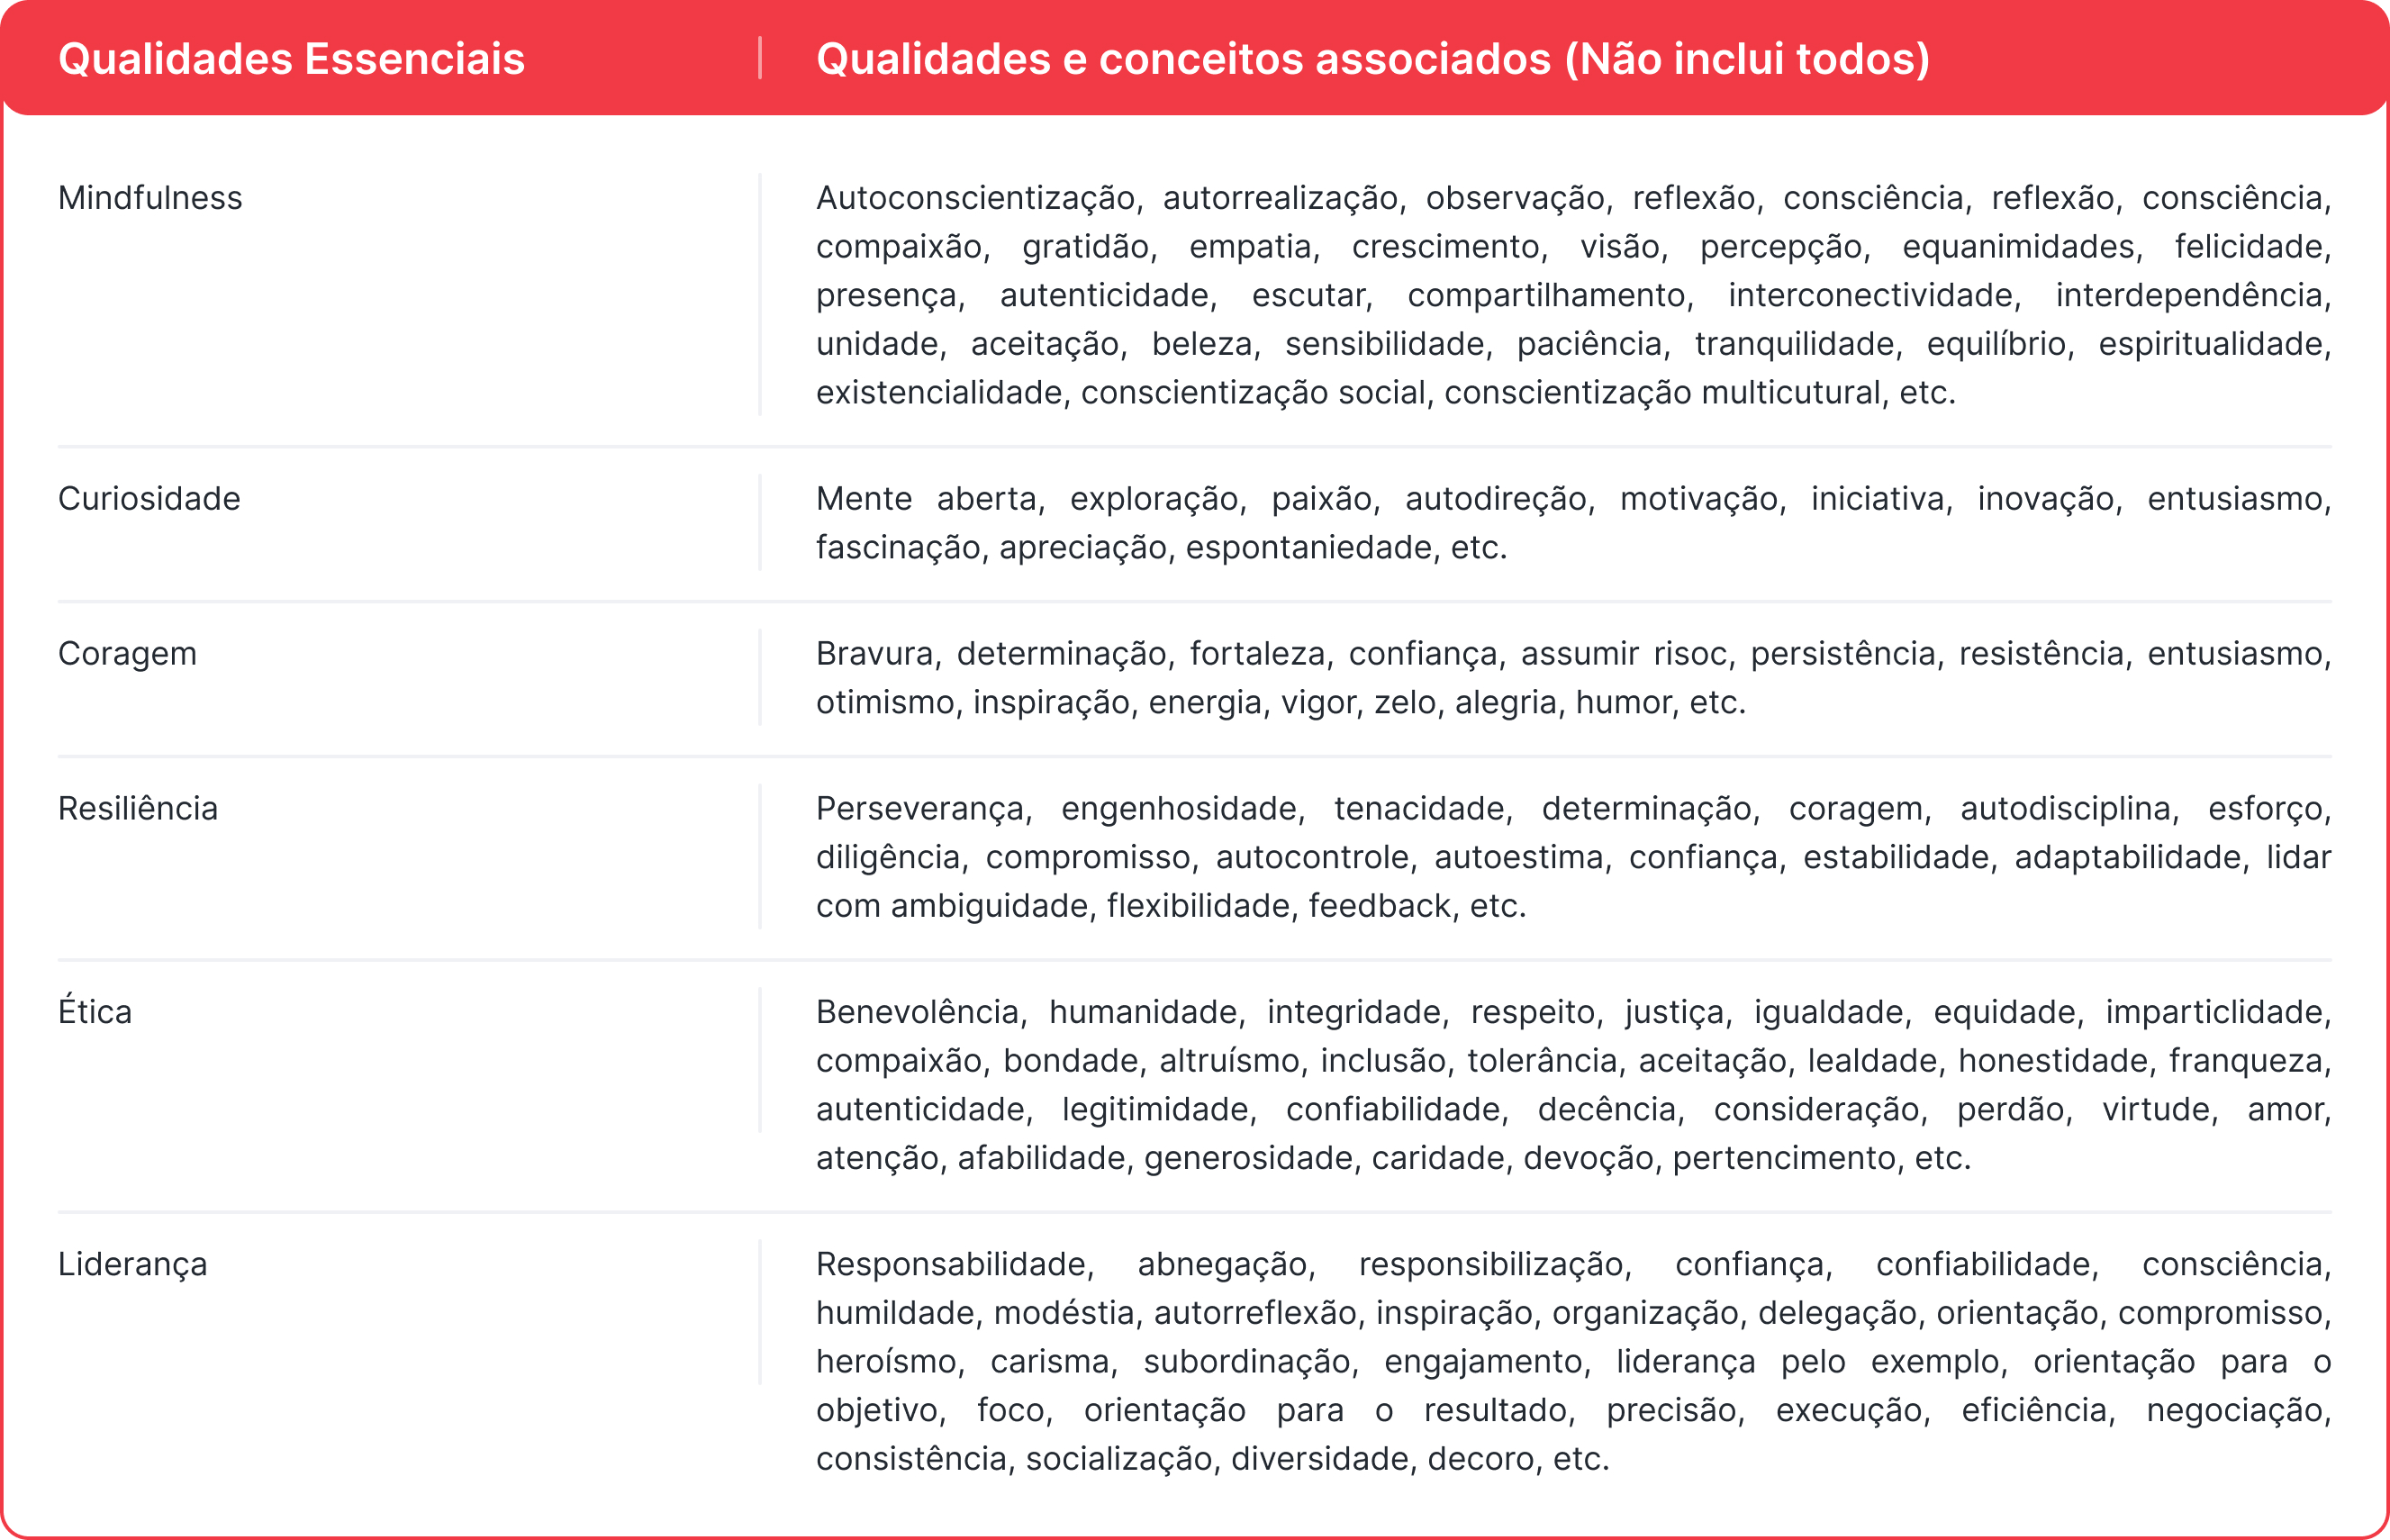 Qualidades Essenciais
Qualidades e conceitos associados (Não inclui todos)
Mindfulness
Autoconscientização, autorrealização, observação, reflexão, consciência, reflexão, consciência,
compaixão, gratidão, empatia, crescimento, visão, percepção, equanimidades, felicidade,
presença, autenticidade, escutar, compartilhamento, interconectividade, interdependência,
unidade, aceitação, beleza, sensibilidade, paciência, tranquilidade, equilíbrio, espiritualidade,
existencialidade, conscientização social, conscientização multicutural, etc.
Curiosidade
Mente aberta, exploração, paixão, autodireção, motivação, iniciativa, inovação, entusiasmo,
fascinação, apreciação, espontaniedade, etc.
Coragem
Bravura, determinação, fortaleza, confiança, assumir risoc, persistência, resistência, entusiasmo,
otimismo, inspiração, energia, vigor, zelo, alegria, humor, etc.
Resiliência
Perseverança, engenhosidade, tenacidade, determinação, coragem, autodisciplina, esforço,
diligência, compromisso, autocontrole, autoestima, confiança, estabilidade, adaptabilidade, lidar
com ambiguidade, flexibilidade, feedback, etc.
Ética
Benevolência, humanidade, integridade, respeito, justiça, igualdade, equidade, imparticlidade,
compaixão, bondade, altruísmo, inclusão, tolerância, aceitação, lealdade, honestidade, franqueza,
autenticidade, legitimidade, confiabilidade, decência, consideração, perdão, virtude, amor,
atenção, afabilidade, generosidade, caridade, devoção, pertencimento, etc.
Liderança
Responsabilidade, abnegação, responsibilização, confiança, confiabilidade, consciência,
humildade, modéstia, autorreflexão, inspiração, organização, delegação, orientação, compromisso,
heroísmo, carisma, subordinação, engajamento, liderança pelo exemplo, orientação para o
objetivo, foco, orientação para o resultado, precisão, execução, eficiência, negociação,
consistência, socialização, diversidade, decoro, etc.